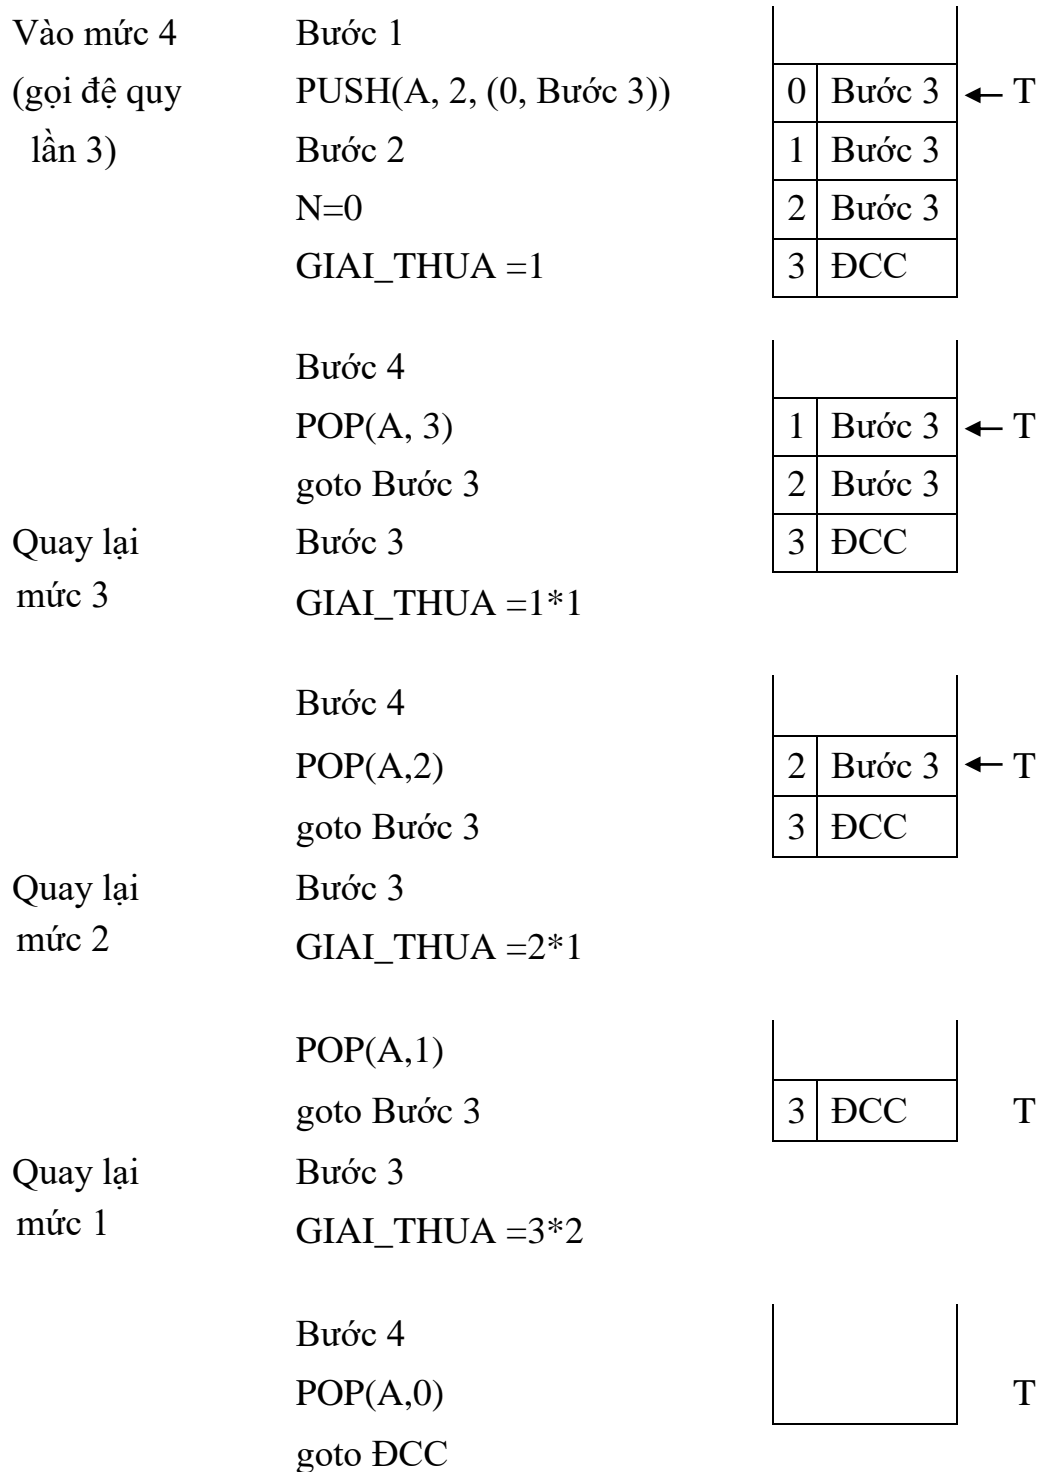 Vào mức 4 Bước 1
(gọi đệ quy PUSH(A, 2, (0, Bước 3)) 0 Bước 3 T
lần 3) Bước 2 1 Bước 3
N=0 2 Bước 3
GIAI_THUA =1 3 ĐCC
Bước 4
POP(A, 3) 1 Bước 3 T
goto Bước 3 2 Bước 3
Quay lại Bước 3 3 ĐCC
mức 3 GIAI_THUA =1*1
Bước 4
POP(A,2) 2 Bước 3 T
goto Bước 3 3 ĐCC
Quay lại Bước 3
mức 2 GIAI_THUA =2*1
POP(A,1)
goto Bước 3 3 ĐCC T
Quay lại Bước 3
mức 1 GIAI_THUA =3*2
Bước 4
POP(A,0) T
goto ĐCC